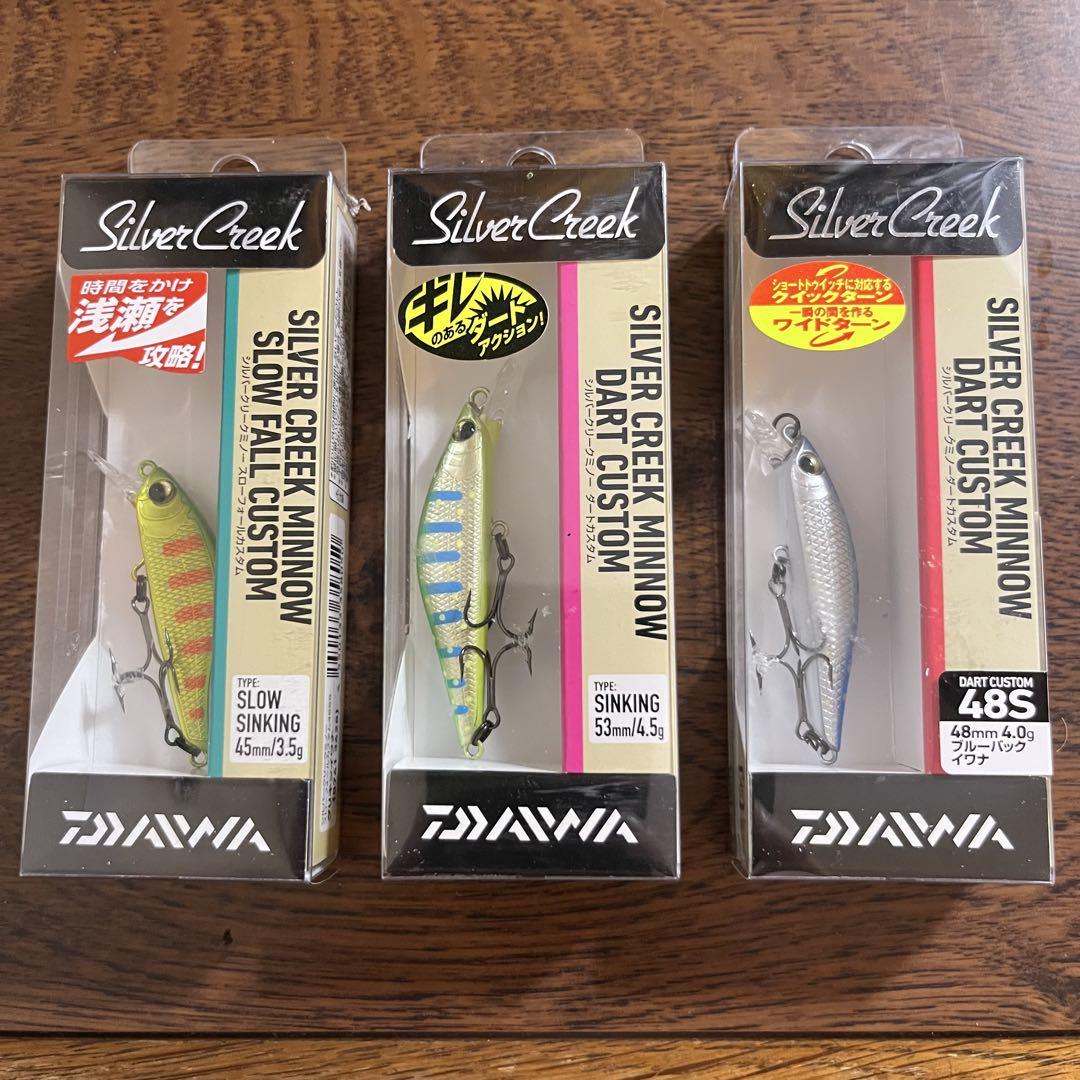 Silver Creek
時間をかけ
浅瀬を
攻略!
SILVER CREEK MINNOW
SLOW FALL CUSTOM
シルバークリークミノー スローフォールカスタム
TYPE:
SLOW
SINKING
45mm/3.5g
DAIWA
Silver Creek
キレ
のあるダート
アクション!
SILVER CREEK MINNOW
DART CUSTOM
シルバークリークミノー ダートカスタム
TYPE:
SINKING
53mm/4.5g
DAIWA
Silver Creek
ショートトゥイッチに対応する
クイックターン
一瞬の間を作る
ワイドターン
SILVER CREEK MINNOW
DART CUSTOM
シルバークリークミノー ダートカスタム
DART CUSTOM
48S
48mm 4.0g
ブルーバック
イワナ
DAIWA